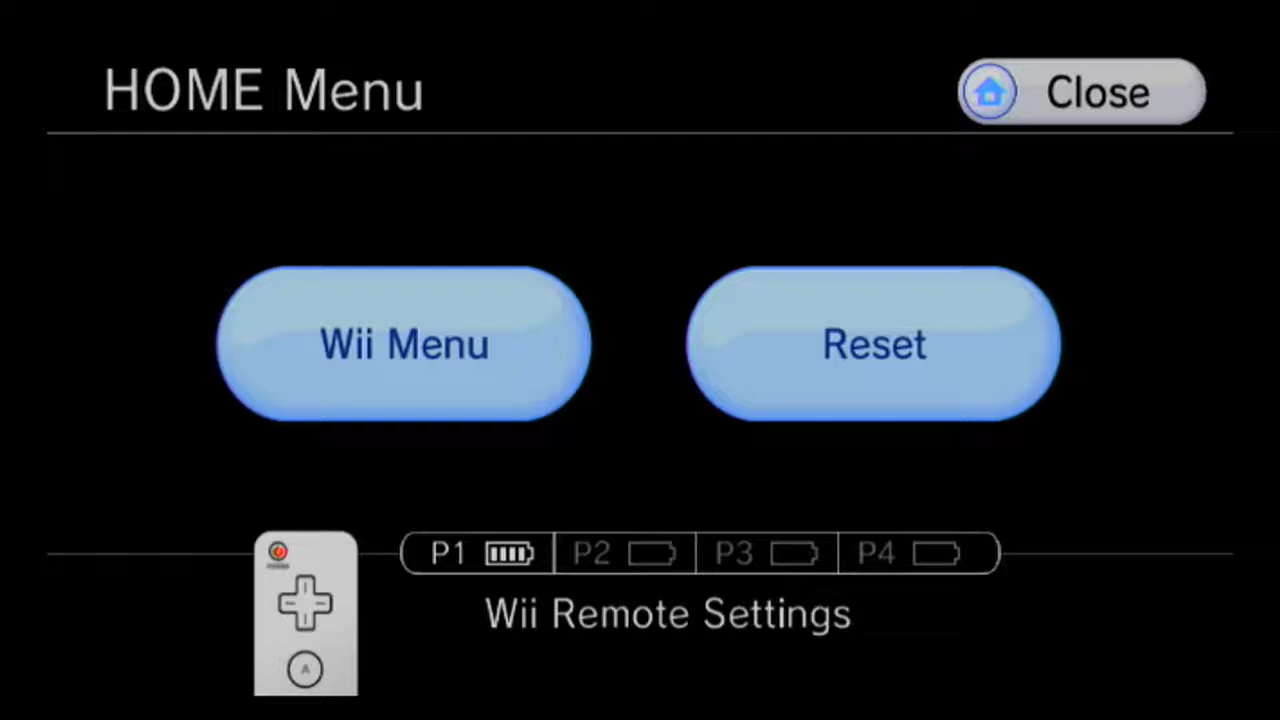 HOME Menu
Close
Wii Menu
Reset
P1 P2 P3 P4
Wii Remote Settings
A